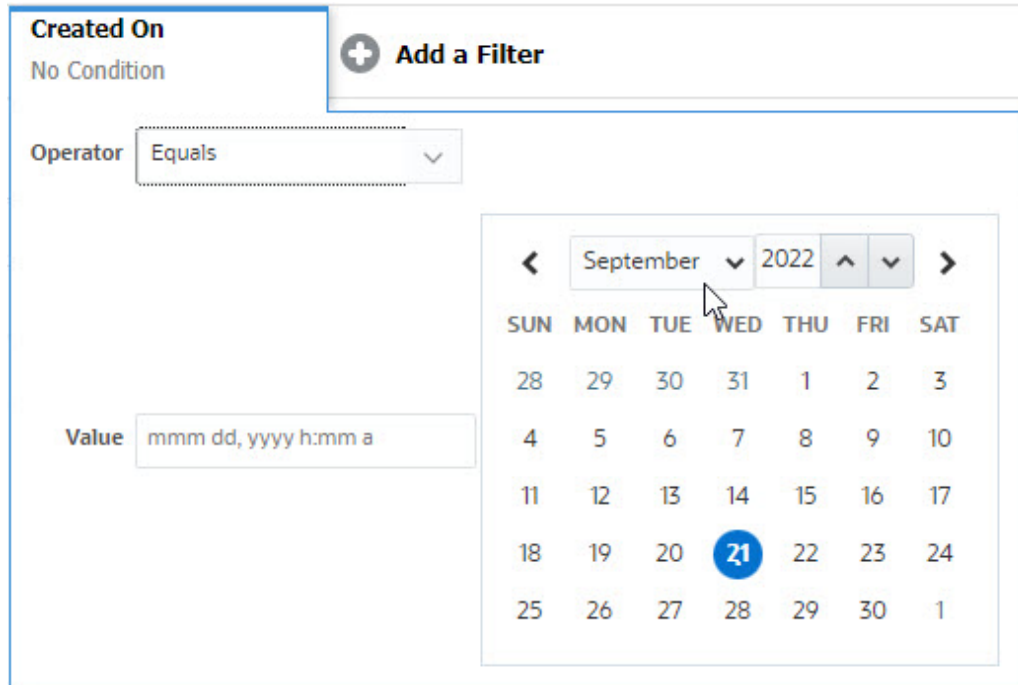 Created On
No Condition
Add a Filter
Operator Equals
September 2022
SUN MON TUE WED THU FRI SAT
28 29 30 31 1 2 3
Value mmm dd, yyyy h:mm a
4 5 6 7 8 9 10
11 12 13 14 15 16 17
18 19 20 21 22 23 24
25 26 27 28 29 30 1